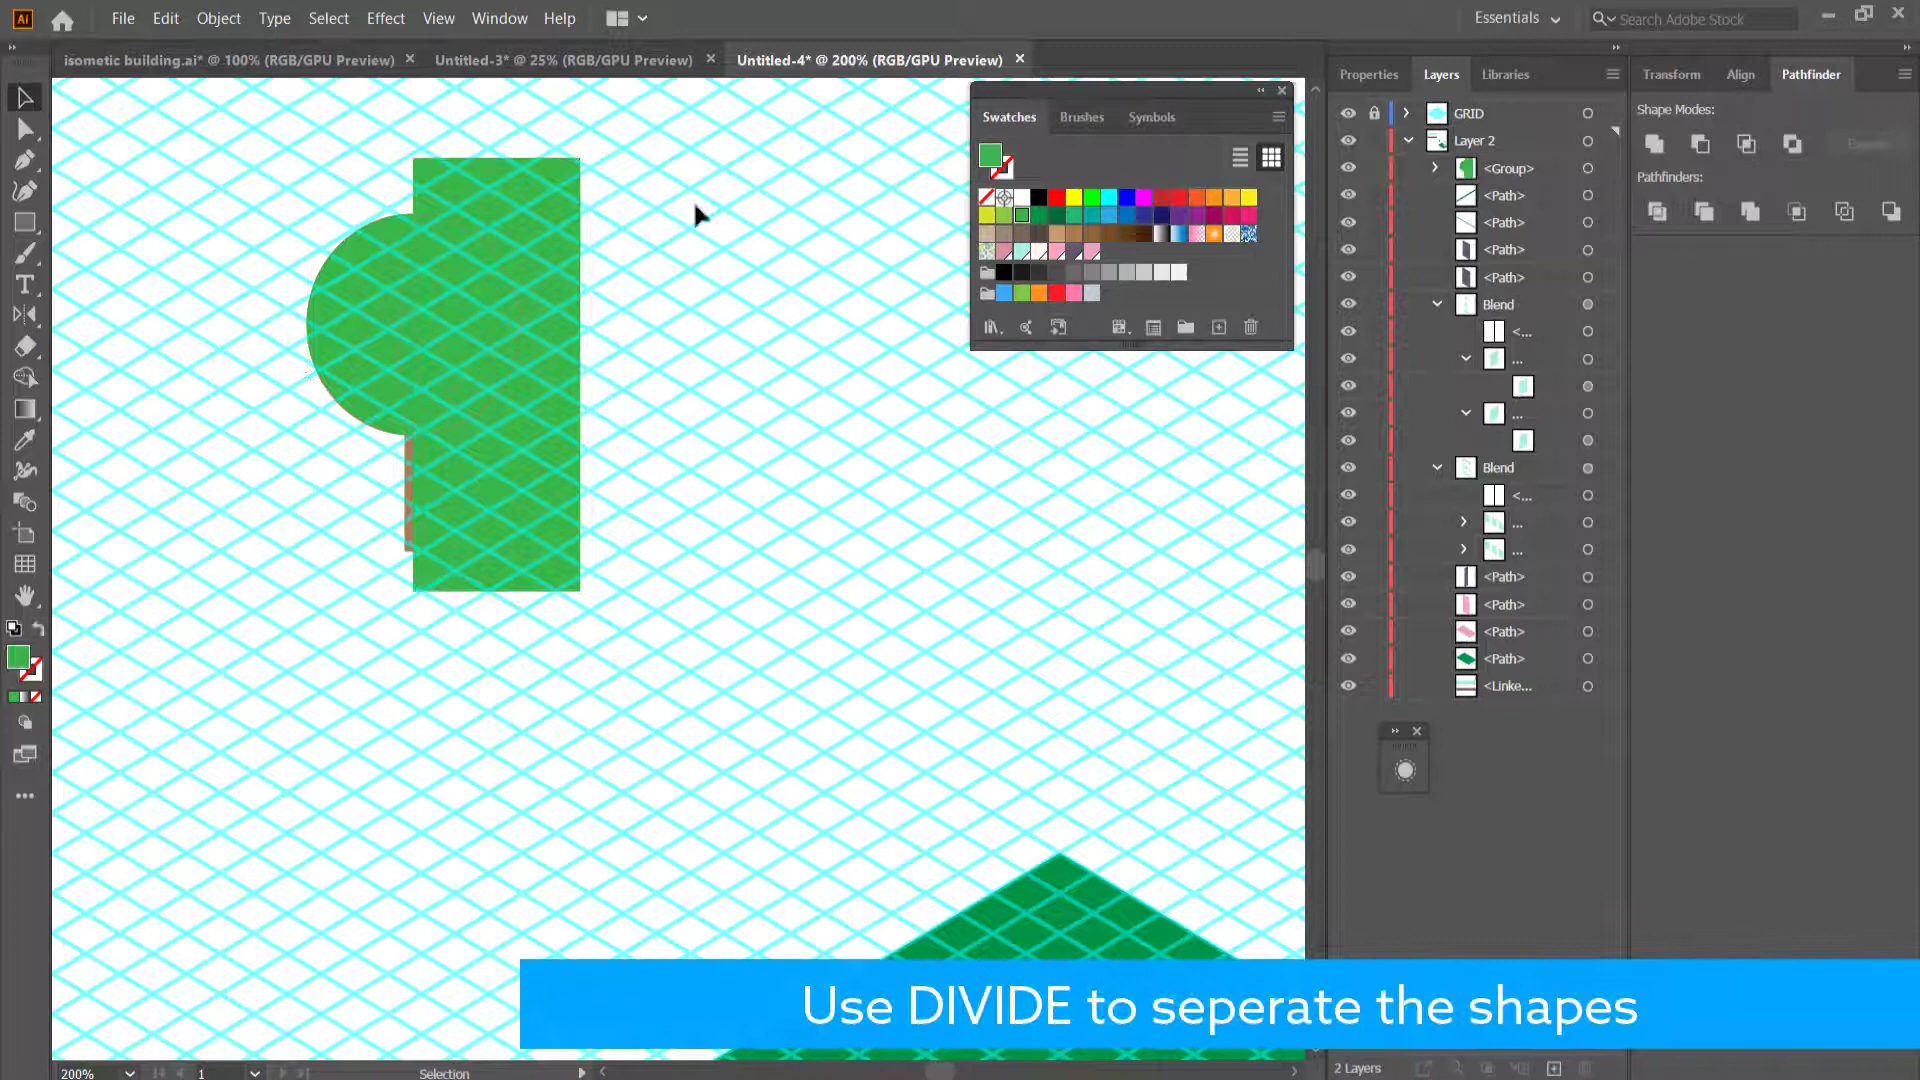 Ai File Edit Object Type Select Effect View Window Help Essentials Search Adobe Stock
isometic building.ai* @ 100% (RGB/GPU Preview) Untitled-3* @ 25% (RGB/GPU Preview) Untitled-4* @ 200% (RGB/GPU Preview)
Properties Layers Libraries
Transform Align Pathfinder
Swatches Brushes Symbols
Shape Modes:
Pathfinders:
GRID
Layer 2
<Group>
<Path>
<Path>
<Path>
<Path>
Blend
<...
...
...
Blend
<...
...
...
<Path>
<Path>
<Path>
<Path>
<Linke...
Use DIVIDE to seperate the shapes
200% 1 Selection
2 Layers